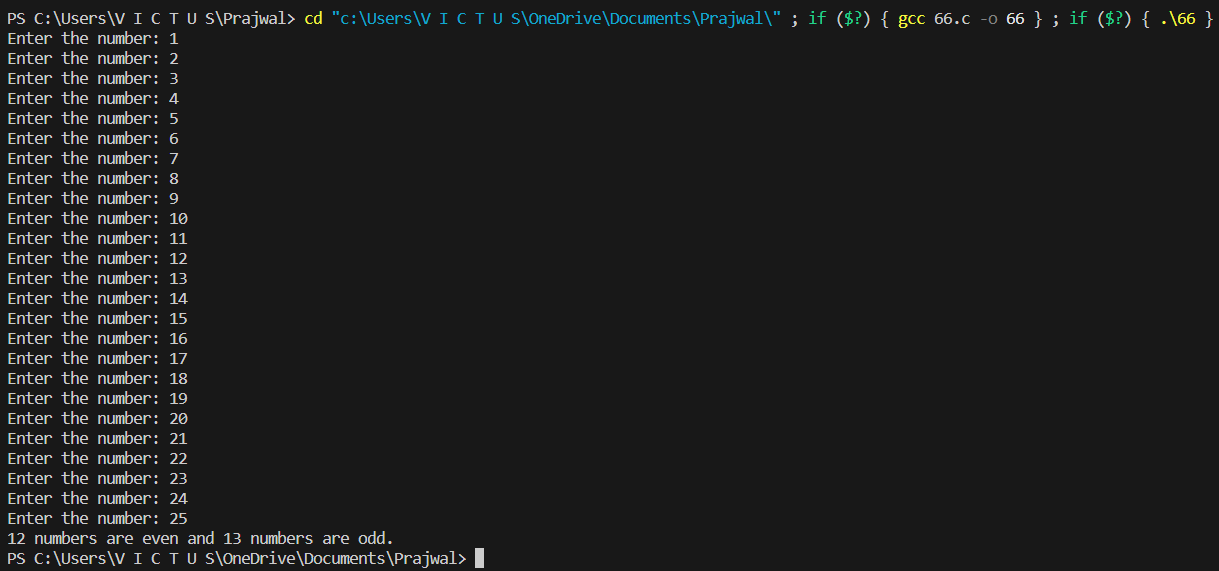 PS C:\Users\V I C T U S\Prajwal> cd "c:\Users\V I C T U S\OneDrive\Documents\Prajwal\" ; if ($?) { gcc 66.c -o 66 } ; if ($?) { .\66 }
Enter the number: 1
Enter the number: 2
Enter the number: 3
Enter the number: 4
Enter the number: 5
Enter the number: 6
Enter the number: 7
Enter the number: 8
Enter the number: 9
Enter the number: 10
Enter the number: 11
Enter the number: 12
Enter the number: 13
Enter the number: 14
Enter the number: 15
Enter the number: 16
Enter the number: 17
Enter the number: 18
Enter the number: 19
Enter the number: 20
Enter the number: 21
Enter the number: 22
Enter the number: 23
Enter the number: 24
Enter the number: 25
12 numbers are even and 13 numbers are odd.
PS C:\Users\V I C T U S\OneDrive\Documents\Prajwal>